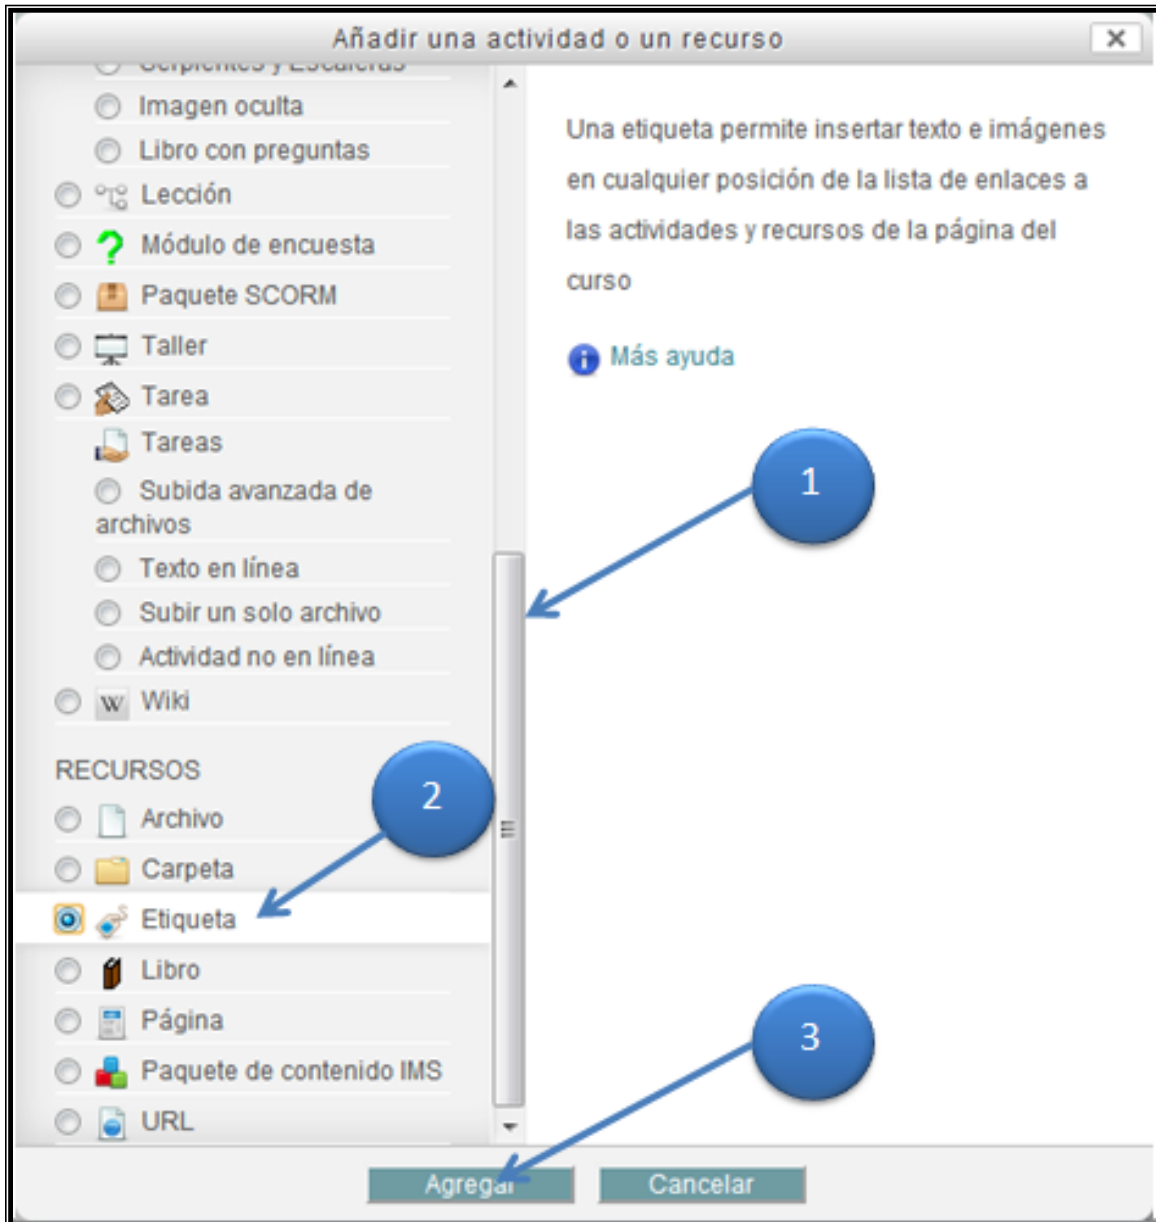 Añadir una actividad o un recurso
Serpientes y Escaleras
Imagen oculta
Libro con preguntas
Lección
Módulo de encuesta
Paquete SCORM
Taller
Tarea
Tareas
Subida avanzada de
archivos
Texto en línea
Subir un solo archivo
Actividad no en línea
Wiki
RECURSOS
Archivo
Carpeta
Etiqueta
Libro
Página
Paquete de contenido IMS
URL
Una etiqueta permite insertar texto e imágenes
en cualquier posición de la lista de enlaces a
las actividades y recursos de la página del
curso
Más ayuda
1
2
3
Agregar
Cancelar